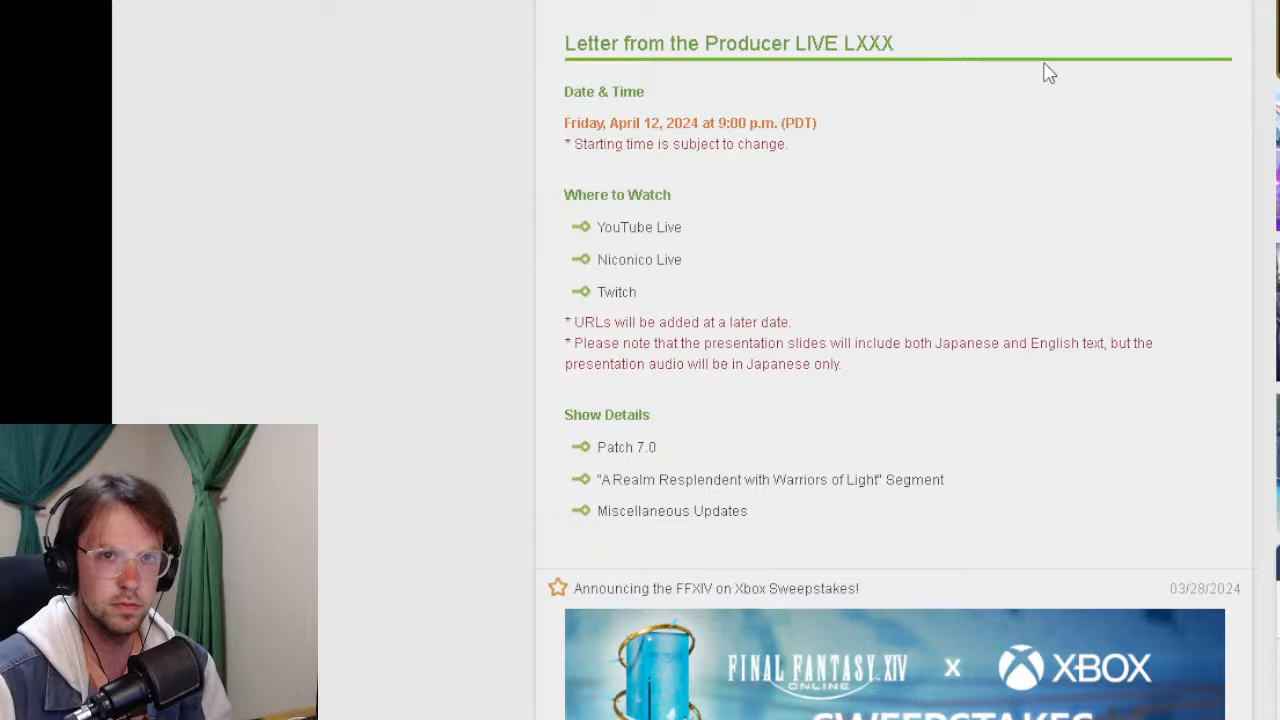 Letter from the Producer LIVE LXXX
Date & Time
Friday, April 12, 2024 at 9:00 p.m. (PDT)
* Starting time is subject to change.
Where to Watch
YouTube Live
Niconico Live
Twitch
* URLs will be added at a later date.
* Please note that the presentation slides will include both Japanese and English text, but the
presentation audio will be in Japanese only.
Show Details
Patch 7.0
"A Realm Resplendent with Warriors of Light" Segment
Miscellaneous Updates
Announcing the FFXIV on Xbox Sweepstakes! 03/28/2024
FINAL FANTASY XIV ONLINE X XBOX
SWEEPSTAKES